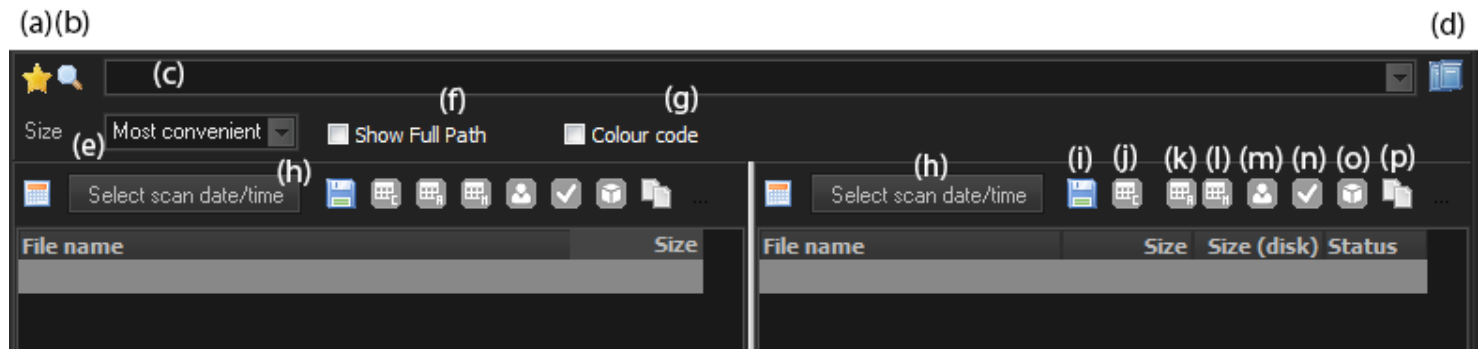 (a)(b) (d)
(c)
(f) (g)
Size (e) Most convenient Show Full Path Colour code
(h) (h) (i) (j) (k) (l) (m) (n) (o) (p)
Select scan date/time C A M ... Select scan date/time C A M ...
File name Size File name Size Size (disk) Status